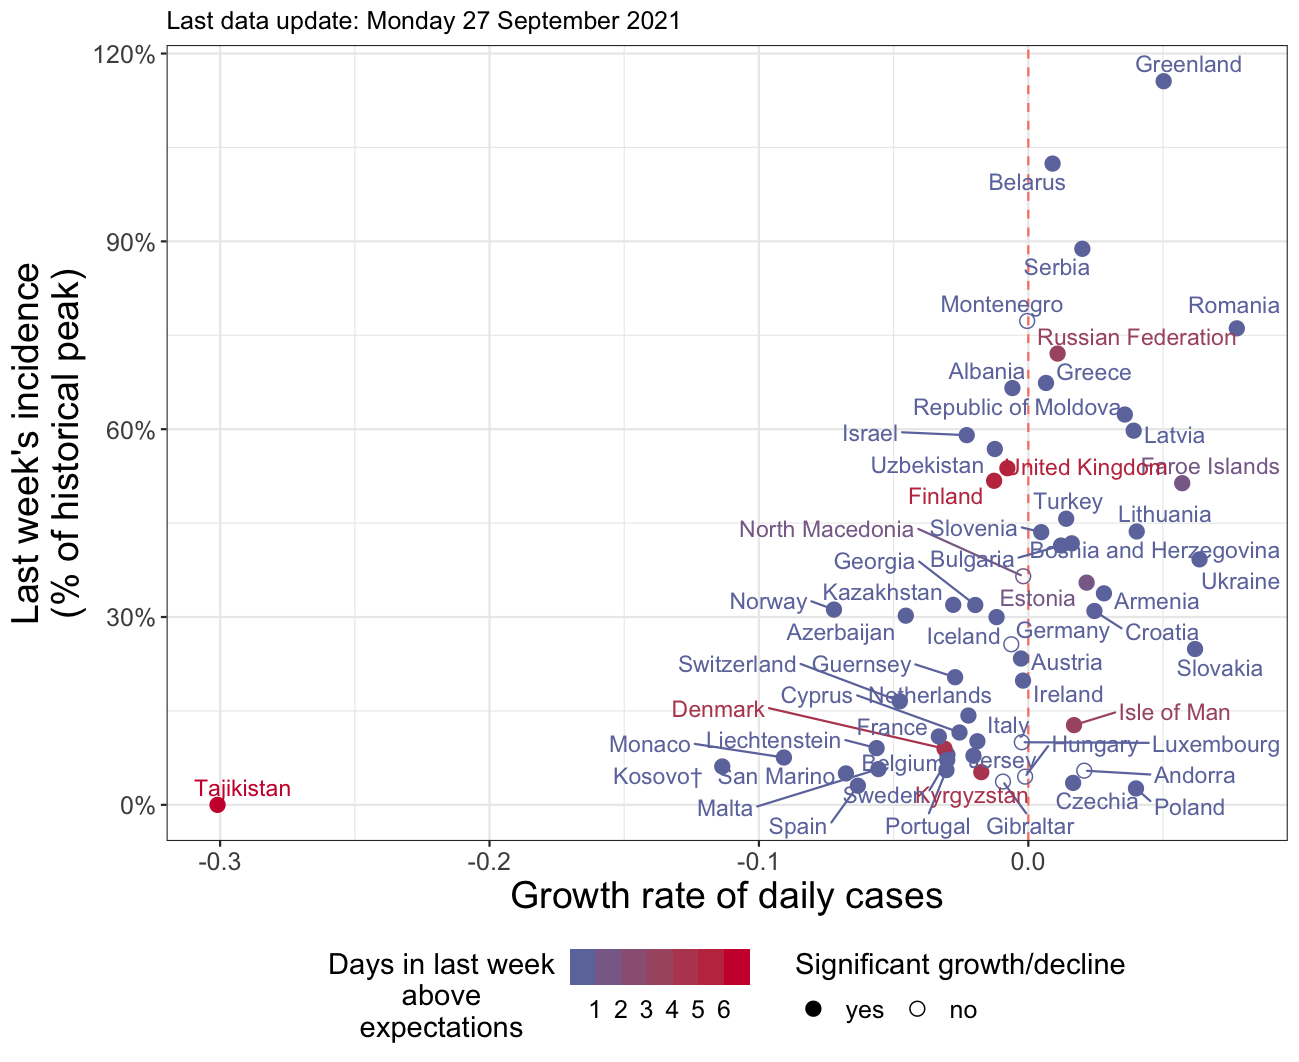 Last data update: Monday 27 September 2021
Last week's incidence
(% of historical peak)
120%
90%
60%
30%
0%
Greenland
Belarus
Serbia
Montenegro
Romania
Russian Federation
Albania
Greece
Republic of Moldova
Israel
Latvia
Uzbekistan
United Kingdom
Faroe Islands
Finland
Turkey
Lithuania
North Macedonia
Slovenia
Bulgaria
Bosnia and Herzegovina
Georgia
Ukraine
Kazakhstan
Estonia
Armenia
Norway
Azerbaijan
Iceland
Germany
Croatia
Switzerland
Guernsey
Austria
Slovakia
Cyprus
Netherlands
Ireland
Denmark
Isle of Man
France
Italy
Monaco
Liechtenstein
Hungary
Luxembourg
Belgium
Jersey
Kosovo†
San Marino
Andorra
Tajikistan
Sweden
Kyrgyzstan
Czechia
Malta
Poland
Spain
Portugal
Gibraltar
-0.3
-0.2
-0.1
0.0
Growth rate of daily cases
Days in last week
above
expectations
1 2 3 4 5 6
Significant growth/decline
yes
no